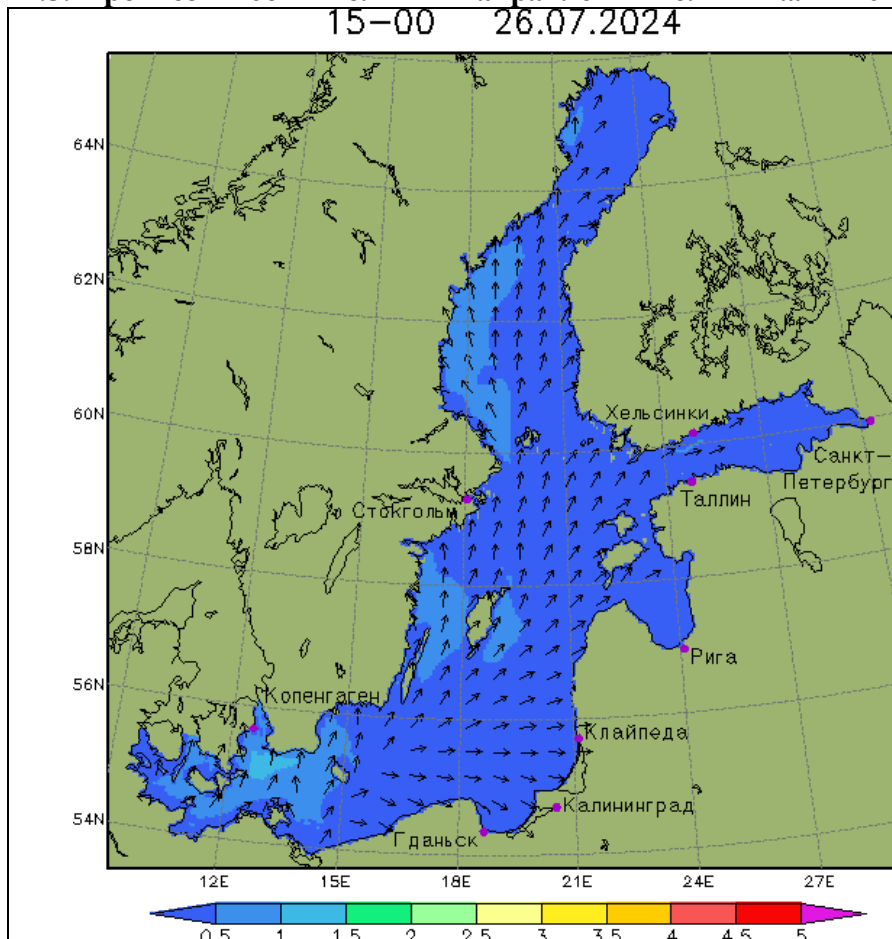 15-00 26.07.2024
64N
62N
60N
Хельсинки
Санкт-
Петербург
Таллин
Стокгольм
58N
Рига
56N
Копенгаген
Клайпеда
54N
Калининград
Гданьск
12E 15E 18E 21E 24E 27E
0.5 1 1.5 2 2.5 3 3.5 4 4.5 5